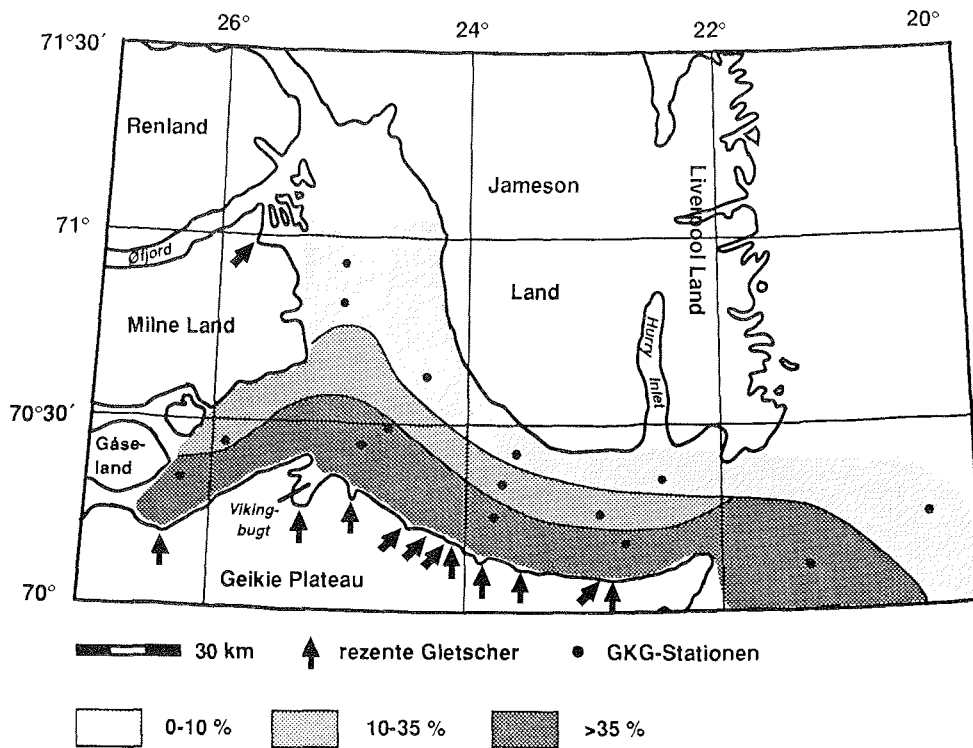 26°
24°
22°
20°
71°30´
Renland
Jameson
Liverpool Land
71°
Øfjord
Land
Milne Land
Hurry Inlet
70°30´
Gåse-
land
Viking-
bugt
Geikie Plateau
70°
30 km
rezente Gletscher
GKG-Stationen
0-10 %
10-35 %
>35 %